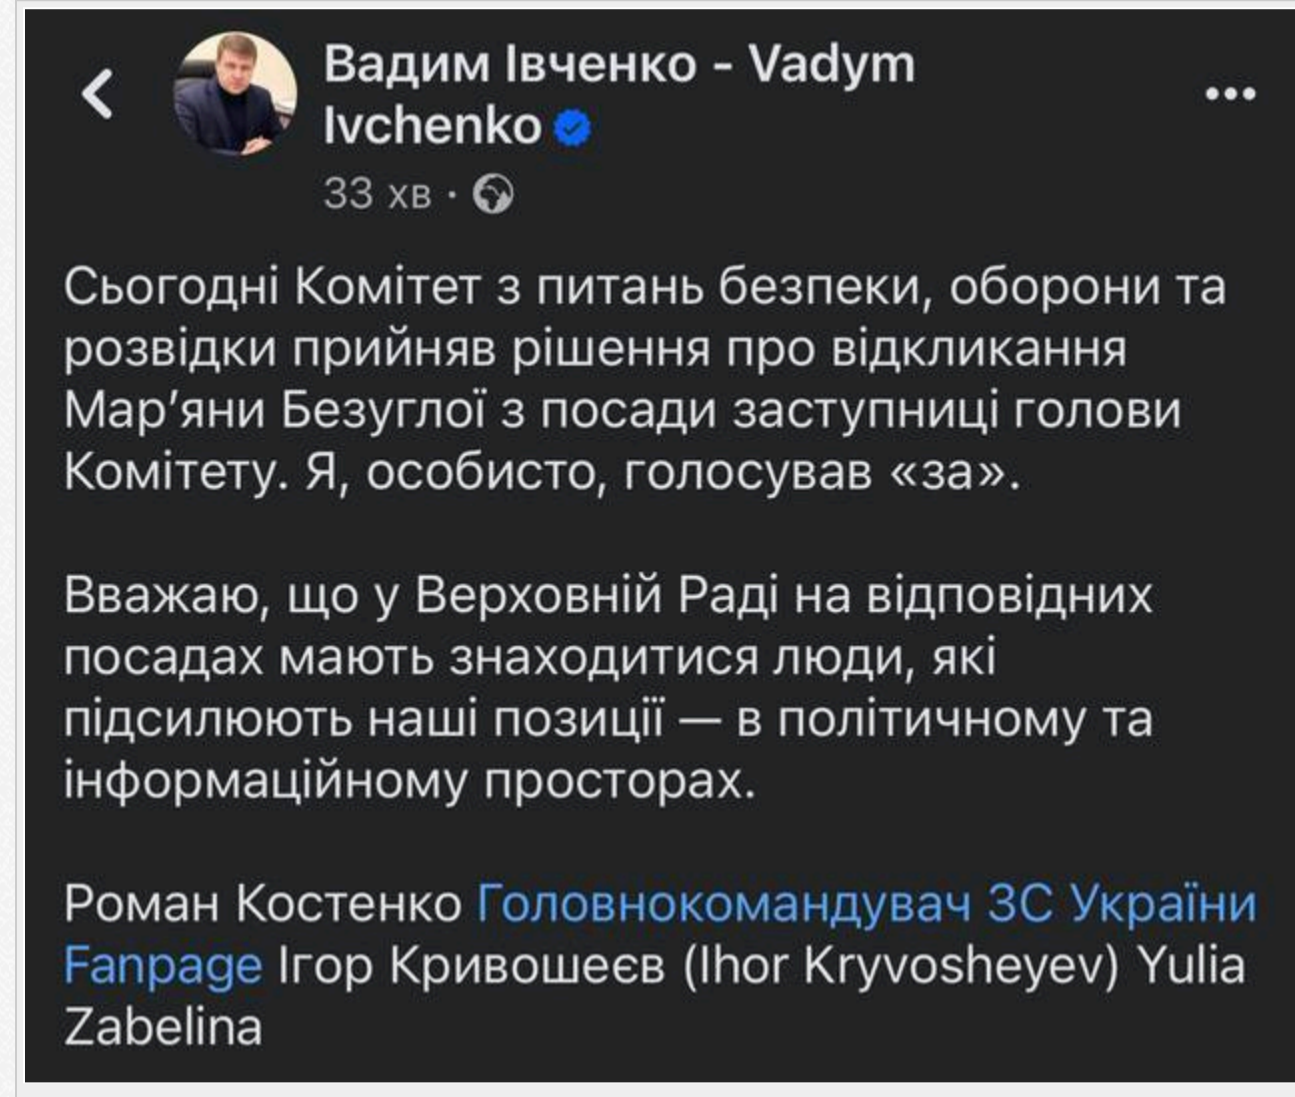 Вадим Івченко - Vadym
Ivchenko
33 хв ·
Сьогодні Комітет з питань безпеки, оборони та
розвідки прийняв рішення про відкликання
Мар’яни Безуглої з посади заступниці голови
Комітету. Я, особисто, голосував «за».
Вважаю, що у Верховній Раді на відповідних
посадах мають знаходитися люди, які
підсилюють наші позиції — в політичному та
інформаційному просторах.
Роман Костенко Головнокомандувач ЗС України
Fanpage Ігор Кривошеєв (Ihor Kryvosheyev) Yulia
Zabelina